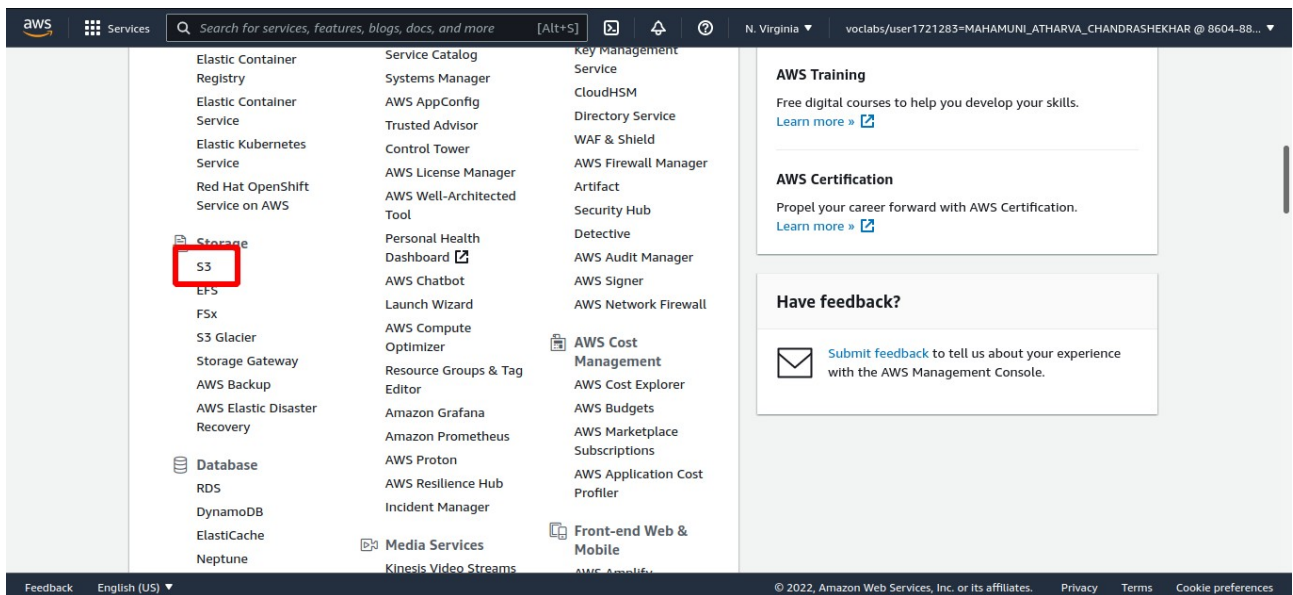 aws
Services
Search for services, features, blogs, docs, and more
[Alt+S]
N. Virginia ▼
voclabs/user1721283=MAHAMUNI_ATHARVA_CHANDRASHEKHAR @ 8604-88... ▼
Elastic Container
Registry
Elastic Container
Service
Elastic Kubernetes
Service
Red Hat OpenShift
Service on AWS
Storage
S3
EFS
FSx
S3 Glacier
Storage Gateway
AWS Backup
AWS Elastic Disaster
Recovery
Database
RDS
DynamoDB
ElastiCache
Neptune
Service Catalog
Systems Manager
AWS AppConfig
Trusted Advisor
Control Tower
AWS License Manager
AWS Well-Architected
Tool
Personal Health
Dashboard
AWS Chatbot
Launch Wizard
AWS Compute
Optimizer
Resource Groups & Tag
Editor
Amazon Grafana
Amazon Prometheus
AWS Proton
AWS Resilience Hub
Incident Manager
Media Services
Kinesis Video Streams
Key Management
Service
CloudHSM
Directory Service
WAF & Shield
AWS Firewall Manager
Artifact
Security Hub
Detective
AWS Audit Manager
AWS Signer
AWS Network Firewall
AWS Cost
Management
AWS Cost Explorer
AWS Budgets
AWS Marketplace
Subscriptions
AWS Application Cost
Profiler
Front-end Web &
Mobile
AWS Amplify
AWS Training
Free digital courses to help you develop your skills.
Learn more »
AWS Certification
Propel your career forward with AWS Certification.
Learn more »
Have feedback?
Submit feedback to tell us about your experience
with the AWS Management Console.
Feedback
English (US) ▼
© 2022, Amazon Web Services, Inc. or its affiliates.
Privacy
Terms
Cookie preferences